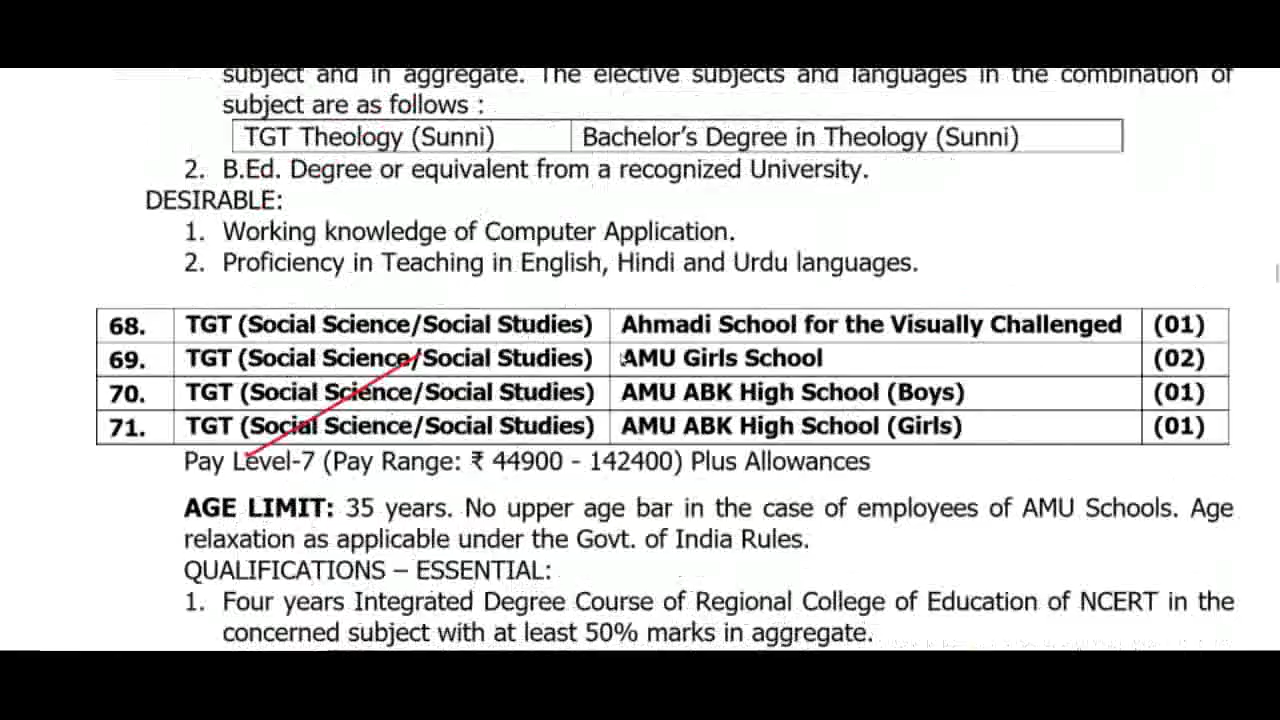 subject and in aggregate. The elective subjects and languages in the combination of
subject are as follows :
TGT Theology (Sunni) Bachelor's Degree in Theology (Sunni)
2. B.Ed. Degree or equivalent from a recognized University.
DESIRABLE:
1. Working knowledge of Computer Application.
2. Proficiency in Teaching in English, Hindi and Urdu languages.
68. TGT (Social Science/Social Studies) Ahmadi School for the Visually Challenged (01)
69. TGT (Social Science/Social Studies) AMU Girls School (02)
70. TGT (Social Science/Social Studies) AMU ABK High School (Boys) (01)
71. TGT (Social Science/Social Studies) AMU ABK High School (Girls) (01)
Pay Level-7 (Pay Range: ₹ 44900 - 142400) Plus Allowances
AGE LIMIT: 35 years. No upper age bar in the case of employees of AMU Schools. Age
relaxation as applicable under the Govt. of India Rules.
QUALIFICATIONS – ESSENTIAL:
1. Four years Integrated Degree Course of Regional College of Education of NCERT in the
concerned subject with at least 50% marks in aggregate.